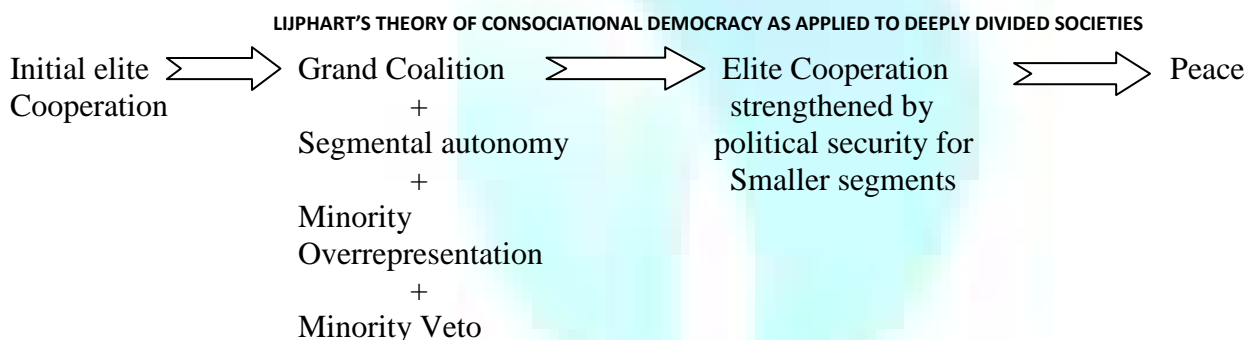 LIJPHART'S THEORY OF CONSOCIATIONAL DEMOCRACY AS APPLIED TO DEEPLY DIVIDED SOCIETIES
Initial elite
Cooperation
Grand Coalition
+
Segmental autonomy
+
Minority
Overrepresentation
+
Minority Veto
Elite Cooperation
strengthened by
political security for
Smaller segments
Peace